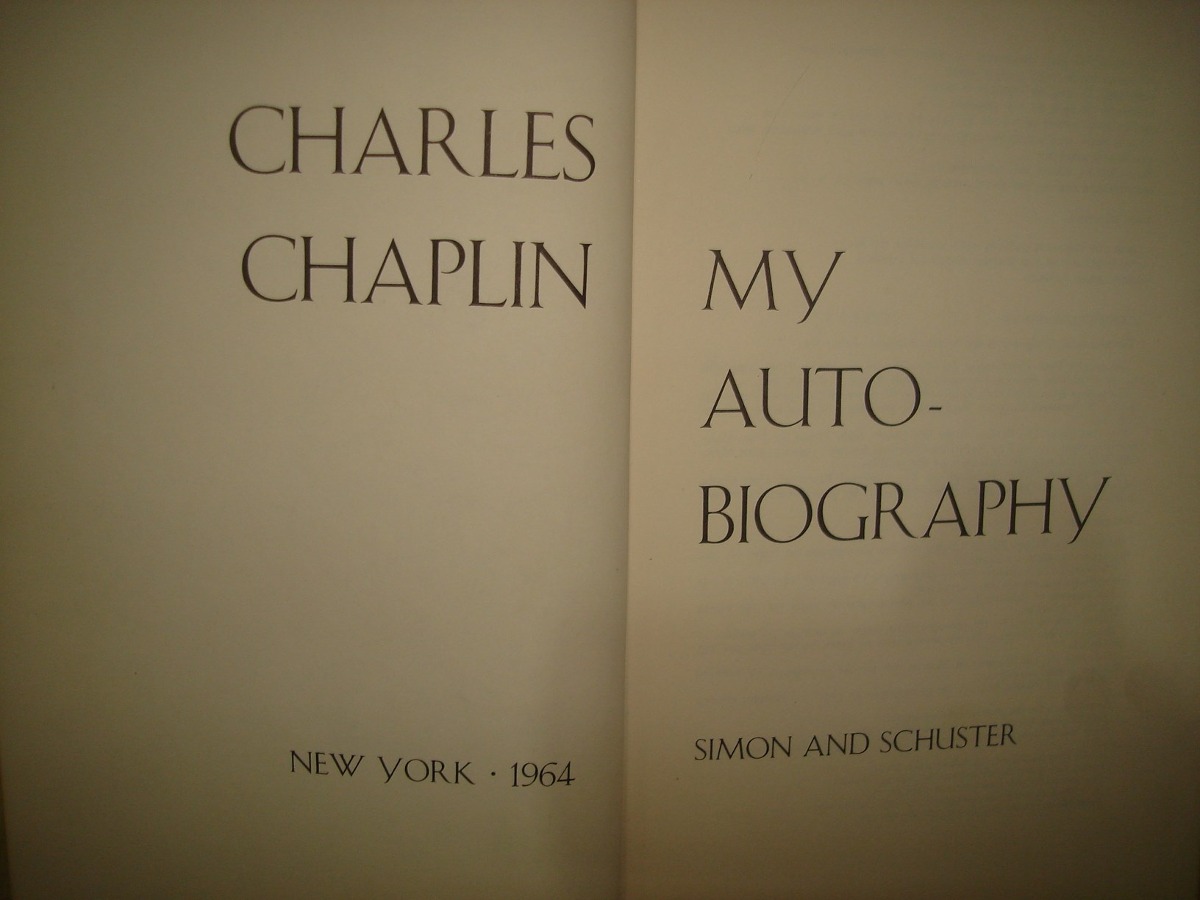 CHARLES
CHAPLIN
NEW YORK · 1964
MY
AUTO-
BIOGRAPHY
SIMON AND SCHUSTER